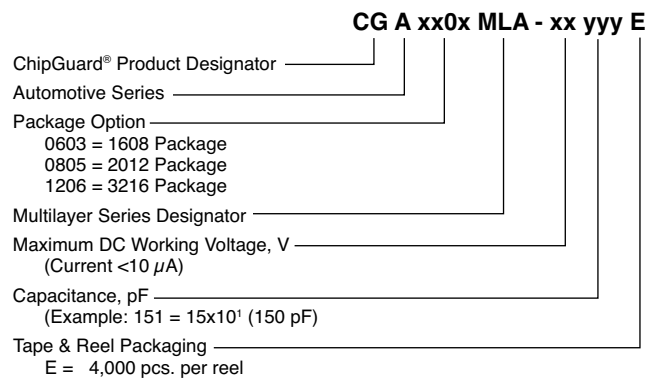 CG A xx0x MLA - xx yyy E
ChipGuard® Product Designator
Automotive Series
Package Option
0603 = 1608 Package
0805 = 2012 Package
1206 = 3216 Package
Multilayer Series Designator
Maximum DC Working Voltage, V
(Current <10 µA)
Capacitance, pF
(Example: 151 = 15x10¹ (150 pF)
Tape & Reel Packaging
E = 4,000 pcs. per reel